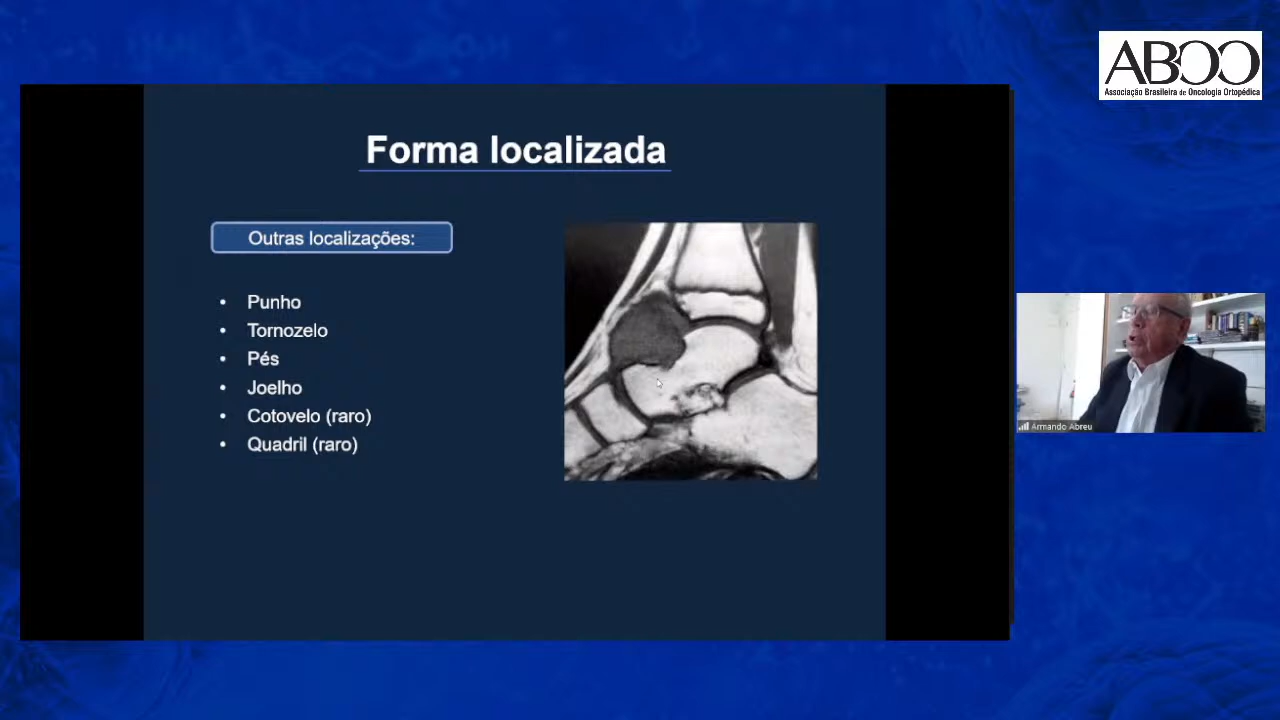 ABOO
Associação Brasileira de Oncologia Ortopédica
Forma localizada
Outras localizações:
• Punho
• Tornozelo
• Pés
• Joelho
• Cotovelo (raro)
• Quadril (raro)
Armando Abreu